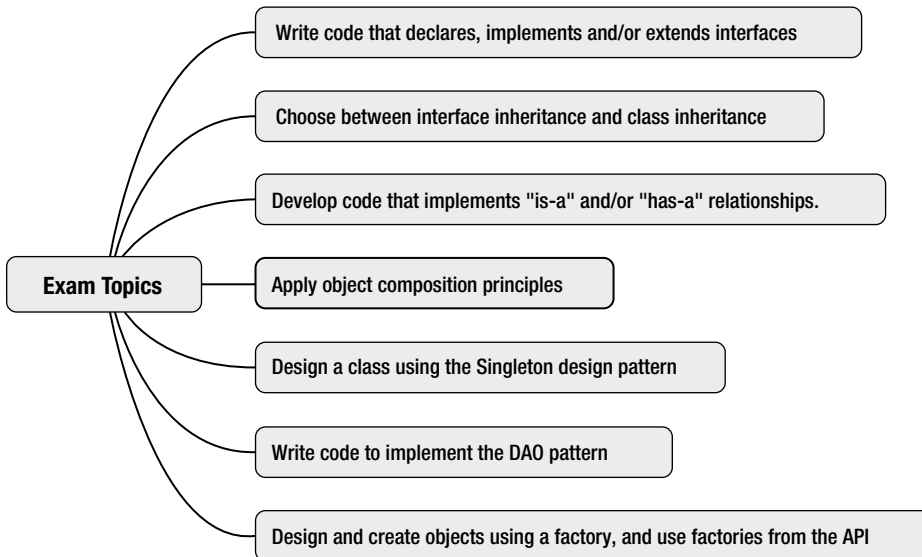 Write code that declares, implements and/or extends interfaces
Choose between interface inheritance and class inheritance
Develop code that implements "is-a" and/or "has-a" relationships.
Exam Topics
Apply object composition principles
Design a class using the Singleton design pattern
Write code to implement the DAO pattern
Design and create objects using a factory, and use factories from the API